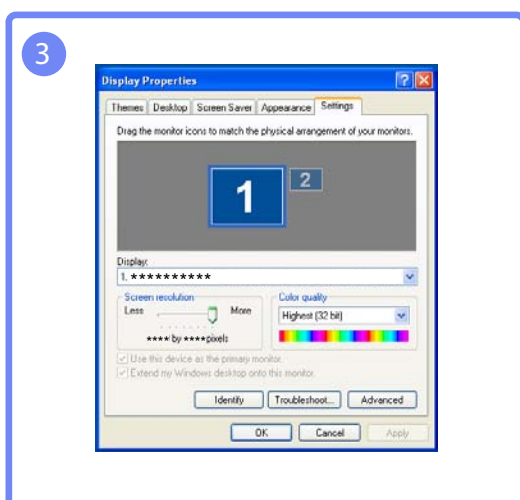 3
Display Properties
Themes Desktop Screen Saver Appearance Settings
Drag the monitor icons to match the physical arrangement of your monitors.
1 2
Display:
1. **********
Screen resolution Color quality
Less More Highest (32 bit)
**** by **** pixels
Use this device as the primary monitor.
Extend my Windows desktop onto this monitor.
Identify Troubleshoot... Advanced
OK Cancel Apply